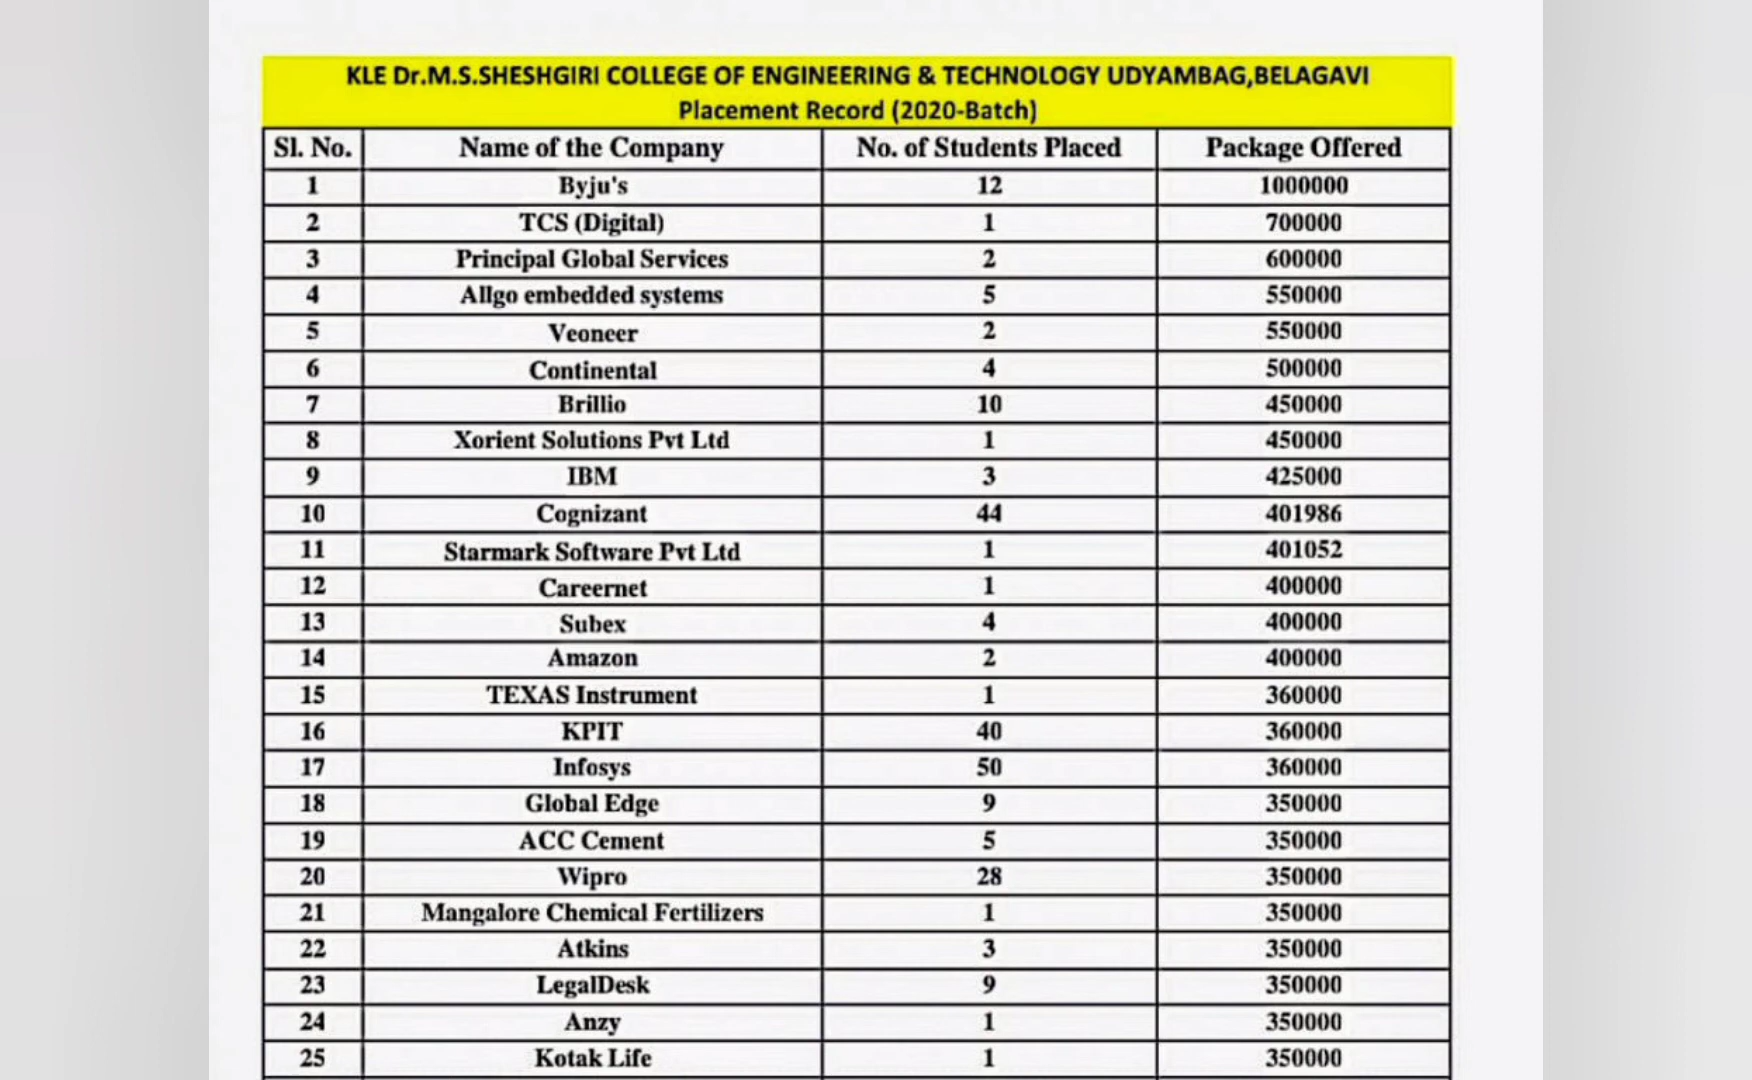 KLE Dr.M.S.SHESHGIRI COLLEGE OF ENGINEERING & TECHNOLOGY UDYAMBAG,BELAGAVI
Placement Record (2020-Batch)
Sl. No. Name of the Company No. of Students Placed Package Offered
1 Byju's 12 1000000
2 TCS (Digital) 1 700000
3 Principal Global Services 2 600000
4 Allgo embedded systems 5 550000
5 Veoneer 2 550000
6 Continental 4 500000
7 Brillio 10 450000
8 Xorient Solutions Pvt Ltd 1 450000
9 IBM 3 425000
10 Cognizant 44 401986
11 Starmark Software Pvt Ltd 1 401052
12 Careernet 1 400000
13 Subex 4 400000
14 Amazon 2 400000
15 TEXAS Instrument 1 360000
16 KPIT 40 360000
17 Infosys 50 360000
18 Global Edge 9 350000
19 ACC Cement 5 350000
20 Wipro 28 350000
21 Mangalore Chemical Fertilizers 1 350000
22 Atkins 3 350000
23 LegalDesk 9 350000
24 Anzy 1 350000
25 Kotak Life 1 350000